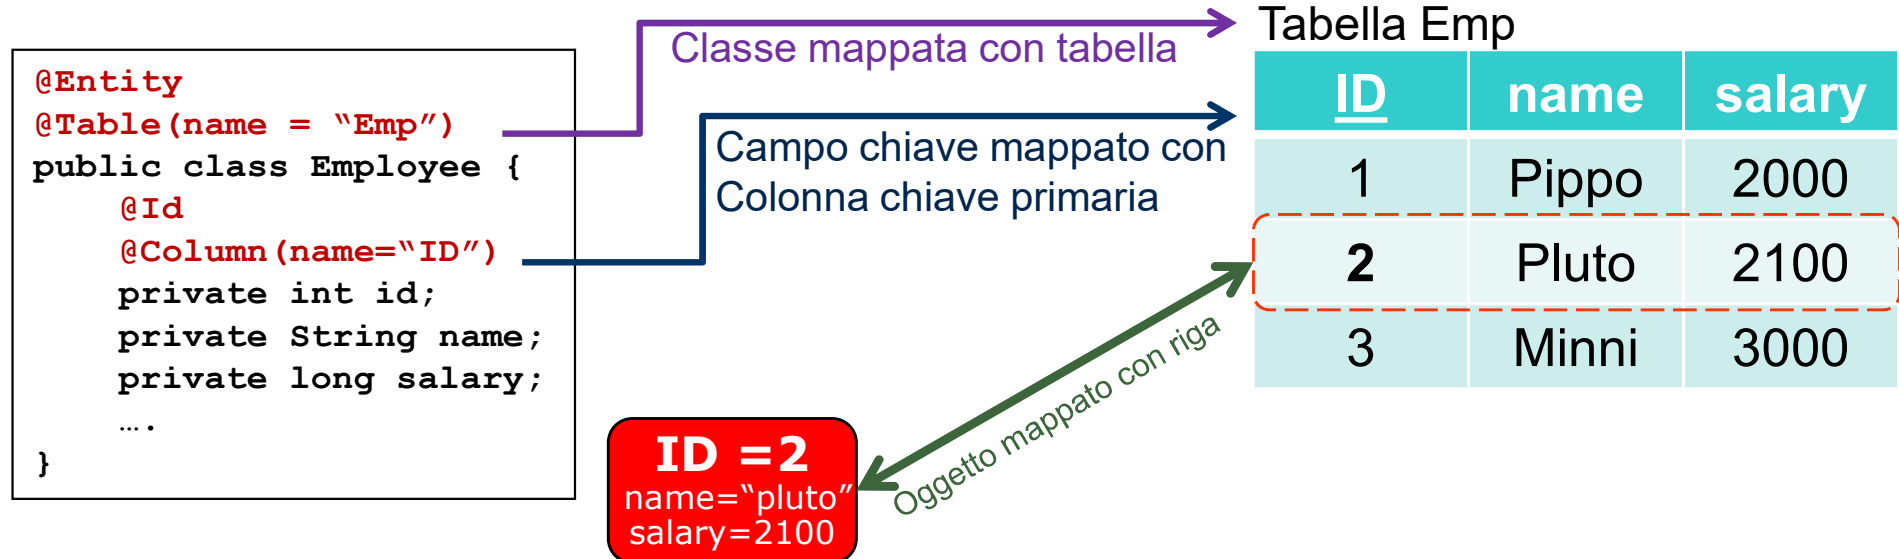 @Entity
@Table(name = “Emp”)
public class Employee {
@Id
@Column(name=“ID”)
private int id;
private String name;
private long salary;
….
}
Classe mappata con tabella
Campo chiave mappato con
Colonna chiave primaria
Tabella Emp
ID name salary
1 Pippo 2000
2 Pluto 2100
3 Minni 3000
Oggetto mappato con riga
ID =2
name=“pluto”
salary=2100